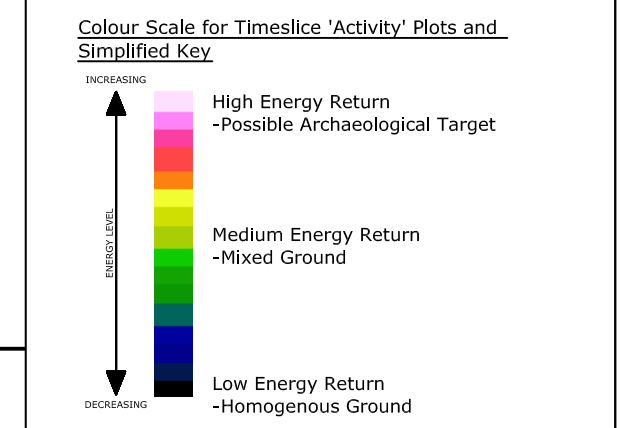 Colour Scale for Timeslice 'Activity' Plots and
Simplified Key
INCREASING
High Energy Return
-Possible Archaeological Target
ENERGY LEVEL
Medium Energy Return
-Mixed Ground
Low Energy Return
-Homogenous Ground
DECREASING